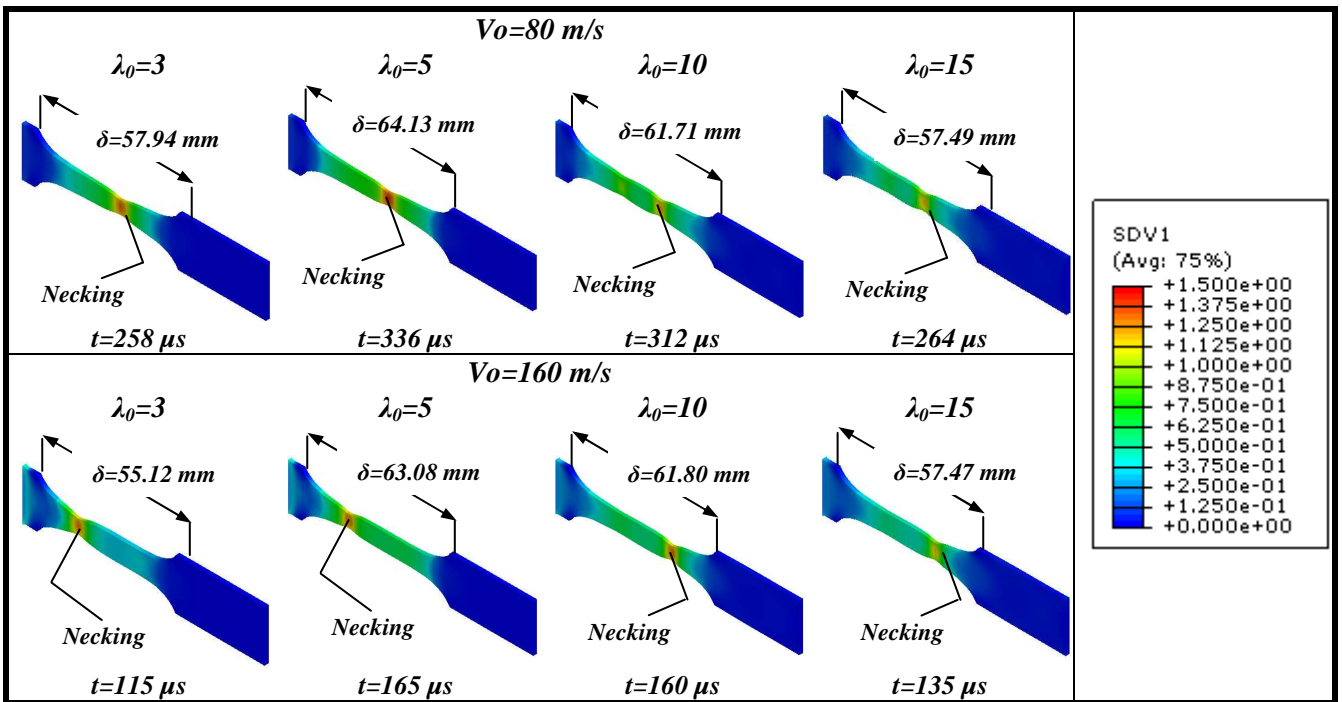 Vo=80 m/s
λ0=3
λ0=5
λ0=10
λ0=15
δ=57.94 mm
δ=64.13 mm
δ=61.71 mm
δ=57.49 mm
Necking
Necking
Necking
Necking
t=258 μs
t=336 μs
t=312 μs
t=264 μs
Vo=160 m/s
λ0=3
λ0=5
λ0=10
λ0=15
δ=55.12 mm
δ=63.08 mm
δ=61.80 mm
δ=57.47 mm
Necking
Necking
Necking
Necking
t=115 μs
t=165 μs
t=160 μs
t=135 μs
SDV1
(Avg: 75%)
+1.500e+00
+1.375e+00
+1.250e+00
+1.125e+00
+1.000e+00
+8.750e-01
+7.500e-01
+6.250e-01
+5.000e-01
+3.750e-01
+2.500e-01
+1.250e-01
+0.000e+00